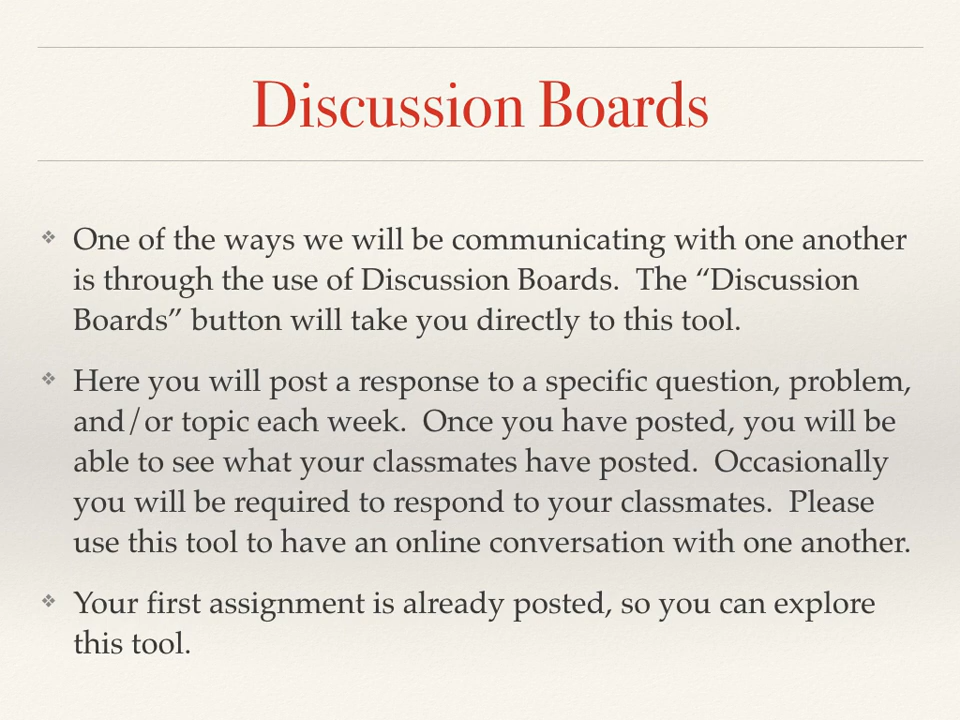 Discussion Boards
One of the ways we will be communicating with one another
is through the use of Discussion Boards.  The “Discussion
Boards” button will take you directly to this tool.
Here you will post a response to a specific question, problem,
and/or topic each week.  Once you have posted, you will be
able to see what your classmates have posted.  Occasionally
you will be required to respond to your classmates.  Please
use this tool to have an online conversation with one another.
Your first assignment is already posted, so you can explore
this tool.